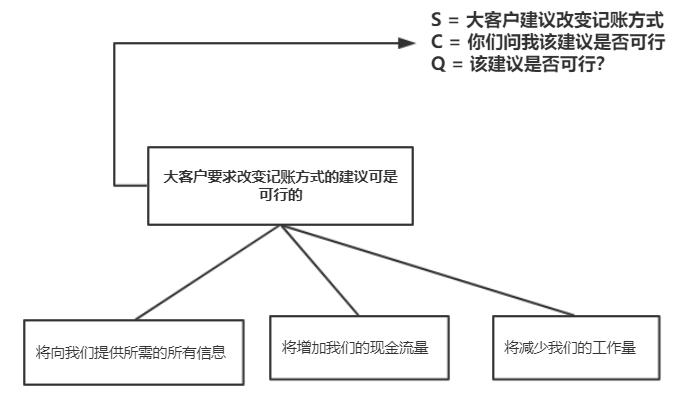 S = 大客户建议改变记账方式
C = 你们问我该建议是否可行
Q = 该建议是否可行?
大客户要求改变记账方式的建议可是
可行的
将向我们提供所需的所有信息
将增加我们的现金流量
将减少我们的工作量